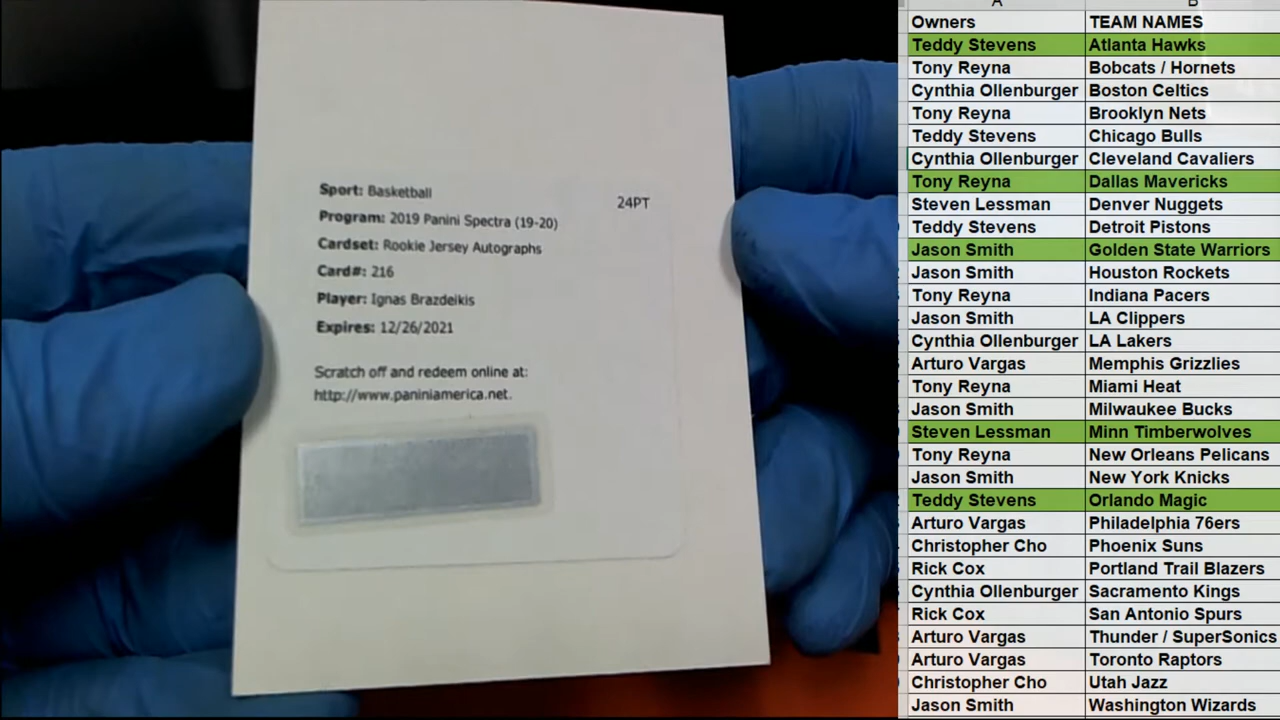 Sport: Basketball
24PT
Program: 2019 Panini Spectra (19-20)
Cardset: Rookie Jersey Autographs
Card#: 216
Player: Ignas Brazdeikis
Expires: 12/26/2021
Scratch off and redeem online at:
http://www.paniniamerica.net.
A B
Owners TEAM NAMES
Teddy Stevens Atlanta Hawks
Tony Reyna Bobcats / Hornets
Cynthia Ollenburger Boston Celtics
Tony Reyna Brooklyn Nets
Teddy Stevens Chicago Bulls
Cynthia Ollenburger Cleveland Cavaliers
Tony Reyna Dallas Mavericks
Steven Lessman Denver Nuggets
Teddy Stevens Detroit Pistons
Jason Smith Golden State Warriors
Jason Smith Houston Rockets
Tony Reyna Indiana Pacers
Jason Smith LA Clippers
Cynthia Ollenburger LA Lakers
Arturo Vargas Memphis Grizzlies
Tony Reyna Miami Heat
Jason Smith Milwaukee Bucks
Steven Lessman Minn Timberwolves
Tony Reyna New Orleans Pelicans
Jason Smith New York Knicks
Teddy Stevens Orlando Magic
Arturo Vargas Philadelphia 76ers
Christopher Cho Phoenix Suns
Rick Cox Portland Trail Blazers
Cynthia Ollenburger Sacramento Kings
Rick Cox San Antonio Spurs
Arturo Vargas Thunder / SuperSonics
Arturo Vargas Toronto Raptors
Christopher Cho Utah Jazz
Jason Smith Washington Wizards